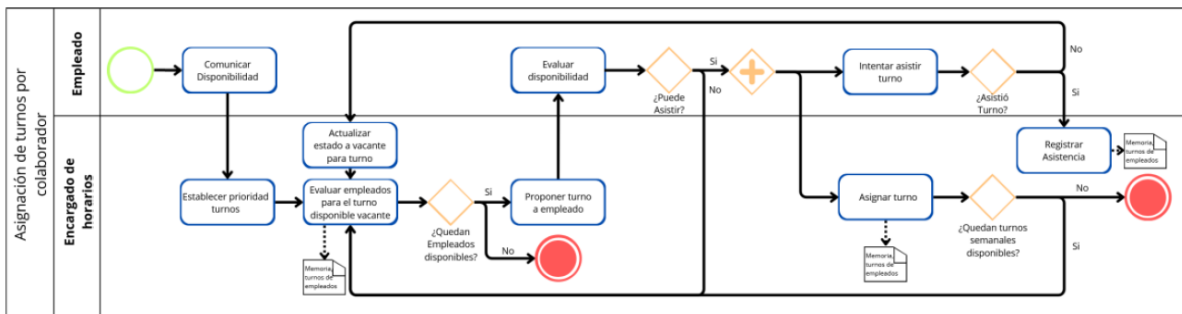 Asignación de turnos por
colaborador
Empleado
Encargado de
horarios
Comunicar
Disponibilidad
Evaluar
disponibilidad
¿Puede
Asistir?
Si
No
Intentar asistir
turno
¿Asistió
Turno?
No
Si
Actualizar
estado a vacante
para turno
Registrar
Asistencia
Memoria,
turnos de
empleados
Establecer prioridad
turnos
Evaluar empleados
para el turno
disponible vacante
Si
No
¿Quedan
Empleados
disponibles?
Proponer turno
a empleado
Asignar turno
¿Quedan turnos
semanales
disponibles?
No
Si
Memoria,
turnos de
empleados
Memoria,
turnos de
empleados